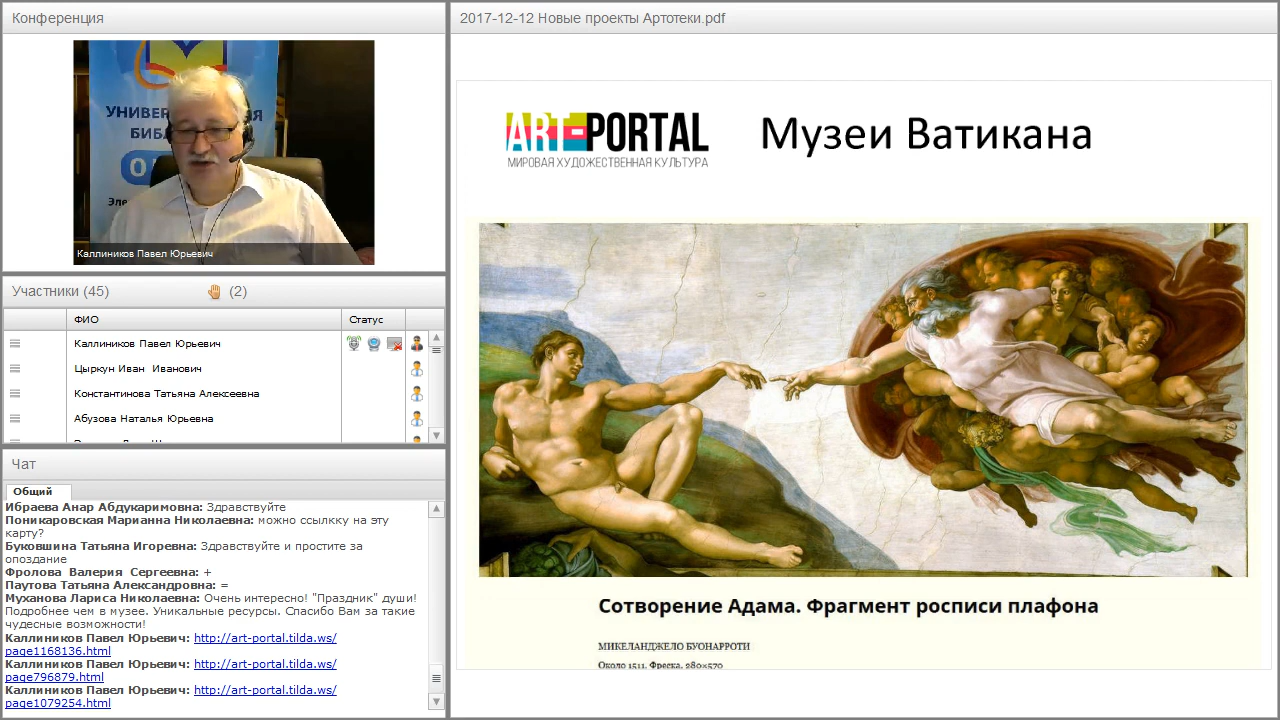 Конференция
УНИВЕР
Эле
Каллиников Павел Юрьевич
Участники (45)
(2)
ФИО
Статус
Каллиников Павел Юрьевич
Цыркун Иван Иванович
Константинова Татьяна Алексеевна
Абузова Наталья Юрьевна
Чат
Общий
Ибраева Анар Абдукаримовна: Здравствуйте
Поникаровская Марианна Николаевна: можно ссылкку на эту
карту?
Буковшина Татьяна Игоревна: Здравствуйте и простите за
опоздание
Фролова Валерия Сергеевна: +
Паутова Татьяна Александровна: =
Муханова Лариса Николаевна: Очень интересно! "Праздник" души!
Подробнее чем в музее. Уникальные ресурсы. Спасибо Вам за такие
чудесные возможности!
Каллиников Павел Юрьевич: http://art-portal.tilda.ws/
page1168136.html
Каллиников Павел Юрьевич: http://art-portal.tilda.ws/
page796879.html
Каллиников Павел Юрьевич: http://art-portal.tilda.ws/
page1079254.html
2017-12-12 Новые проекты Артотеки.pdf
ART-PORTAL
МИРОВАЯ ХУДОЖЕСТВЕННАЯ КУЛЬТУРА
Музеи Ватикана
Сотворение Адама. Фрагмент росписи плафона
МИКЕЛАНДЖЕЛО БУОНАРРОТИ
Около 1511. Фреска. 280×570